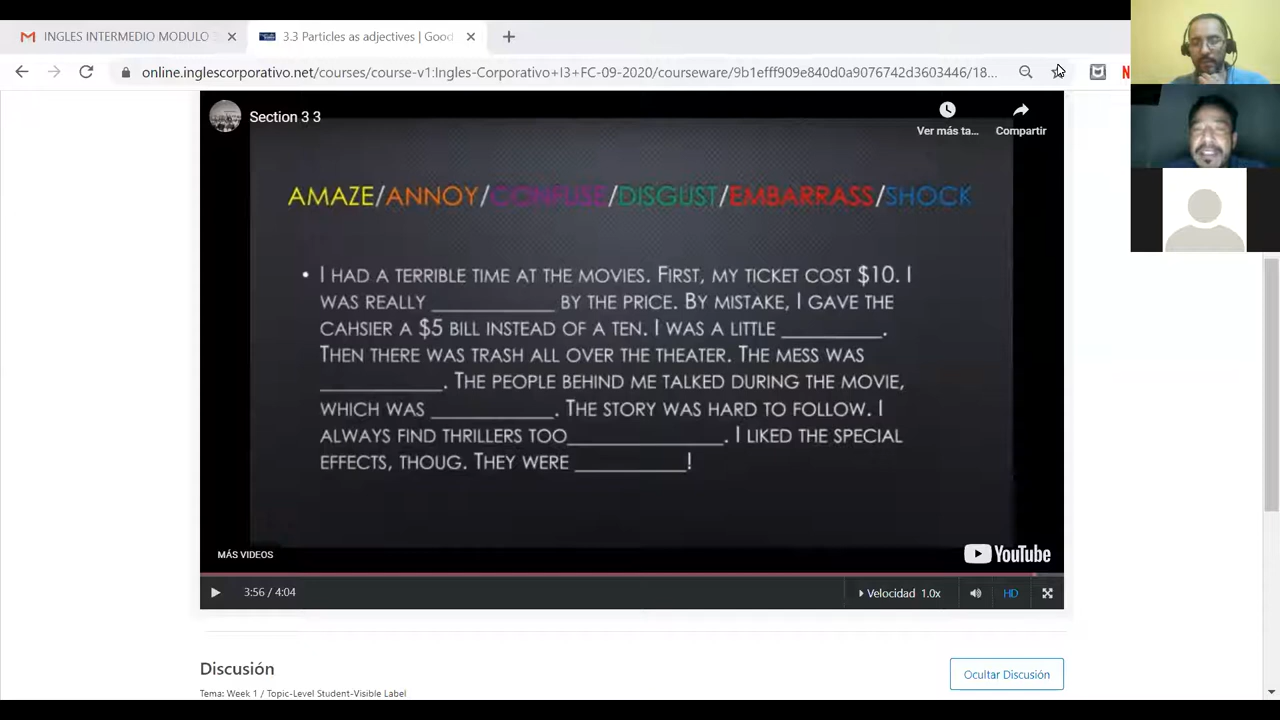 INGLES INTERMEDIO MODULO 3
3.3 Particles as adjectives | Good
online.inglescorporativo.net/courses/course-v1:Ingles-Corporativo+I3+FC-09-2020/courseware/9b1efff909e840d0a9076742d3603446/18...
Section 3 3
Ver más ta...
Compartir
AMAZE/ANNOY/CONFUSE/DISGUST/EMBARRASS/SHOCK
• I HAD A TERRIBLE TIME AT THE MOVIES. FIRST, MY TICKET COST $10. I
WAS REALLY ____________ BY THE PRICE. BY MISTAKE, I GAVE THE
CAHSIER A $5 BILL INSTEAD OF A TEN. I WAS A LITTLE __________.
THEN THERE WAS TRASH ALL OVER THE THEATER. THE MESS WAS
____________. THE PEOPLE BEHIND ME TALKED DURING THE MOVIE,
WHICH WAS ____________. THE STORY WAS HARD TO FOLLOW. I
ALWAYS FIND THRILLERS TOO_______________. I LIKED THE SPECIAL
EFFECTS, THOUG. THEY WERE ___________!
MÁS VIDEOS
YouTube
3:56 / 4:04
Velocidad 1.0x
HD
Discusión
Ocultar Discusión
Tema: Week 1 / Topic-Level Student-Visible Label